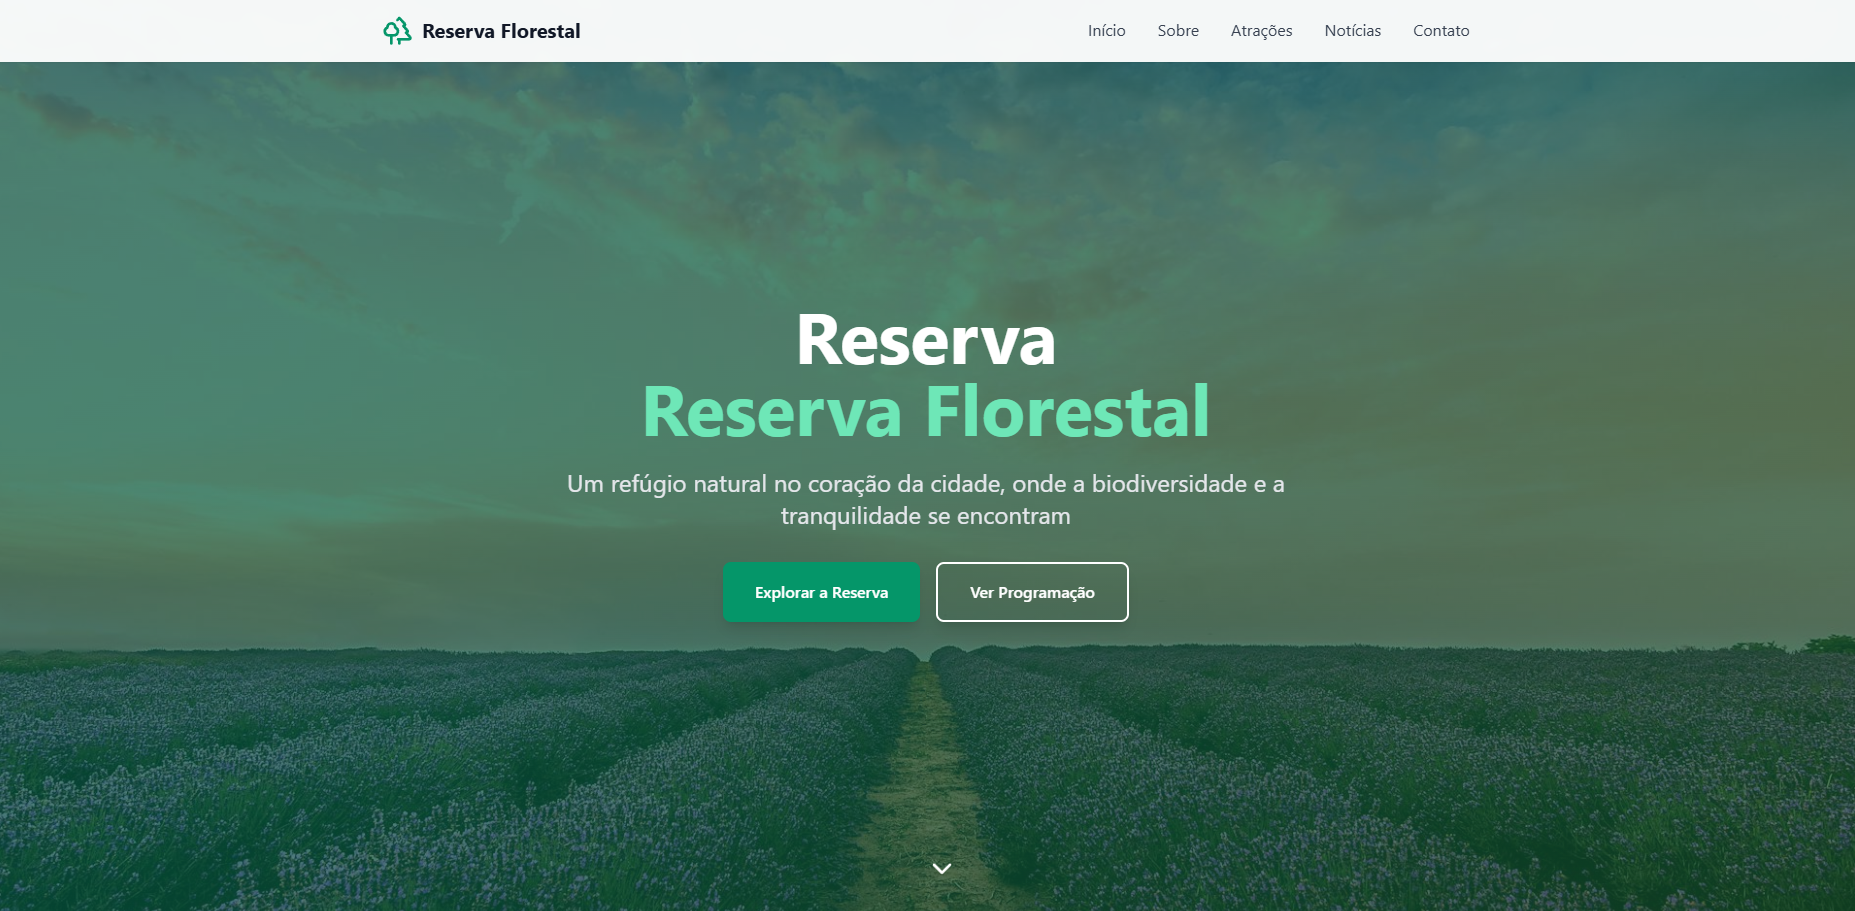 Reserva Florestal
Início Sobre Atrações Notícias Contato
Reserva
Reserva Florestal
Um refúgio natural no coração da cidade, onde a biodiversidade e a
tranquilidade se encontram
Explorar a Reserva Ver Programação